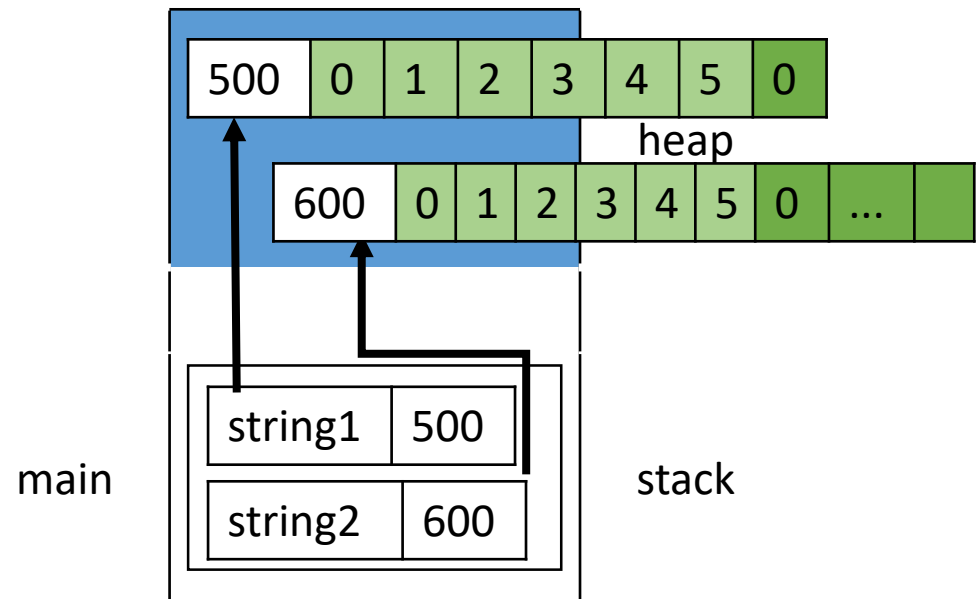 500 0 1 2 3 4 5 0
heap
600 0 1 2 3 4 5 0 ...
string1 500
main stack
string2 600